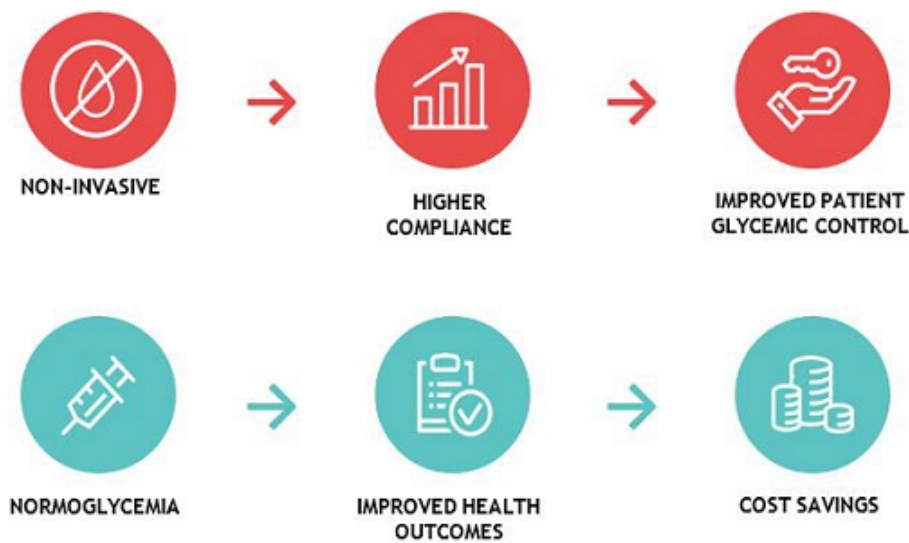 NON-INVASIVE
HIGHER
COMPLIANCE
IMPROVED PATIENT
GLYCEMIC CONTROL
NORMOGLYCEMIA
IMPROVED HEALTH
OUTCOMES
COST SAVINGS